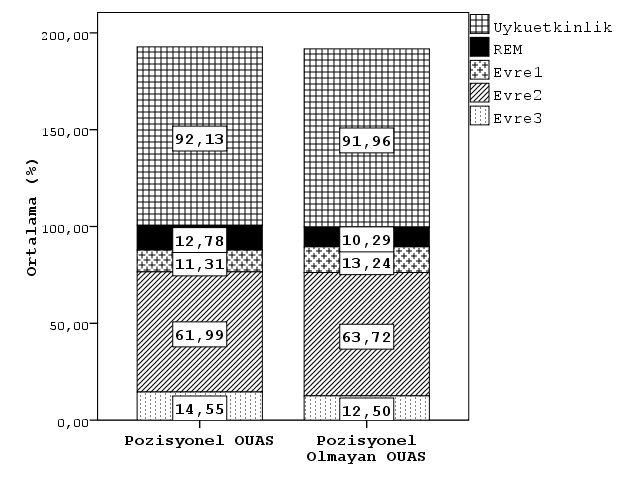 200,00
150,00
100,00
50,00
0,00
Ortalama (%)
92,13
12,78
11,31
61,99
14,55
91,96
10,29
13,24
63,72
12,50
Pozisyonel OUAS
Pozisyonel
Olmayan OUAS
Uykuetkinlik
REM
Evre1
Evre2
Evre3